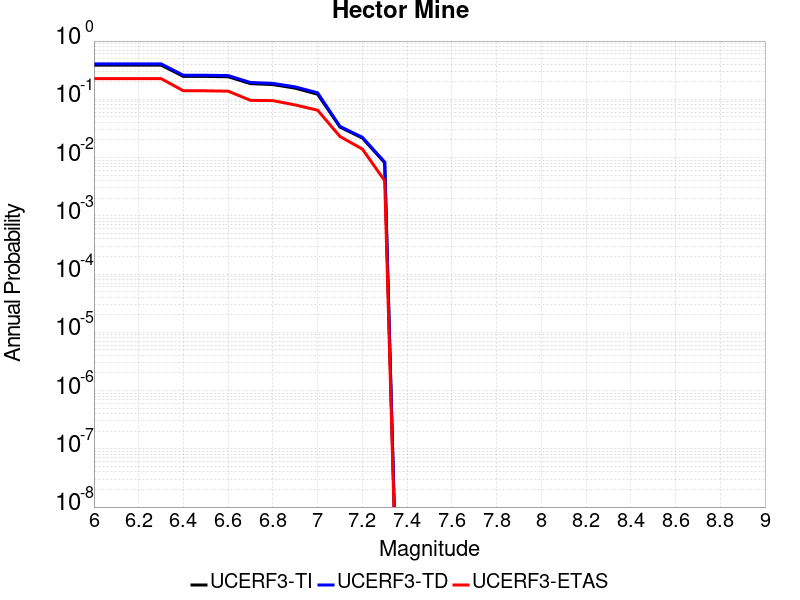 Hector Mine
10 0
10 -1
10 -2
10 -3
10 -4
10 -5
10 -6
10 -7
10 -8
Annual Probability
6 6.2 6.4 6.6 6.8 7 7.2 7.4 7.6 7.8 8 8.2 8.4 8.6 8.8 9
Magnitude
UCERF3-TI UCERF3-TD UCERF3-ETAS